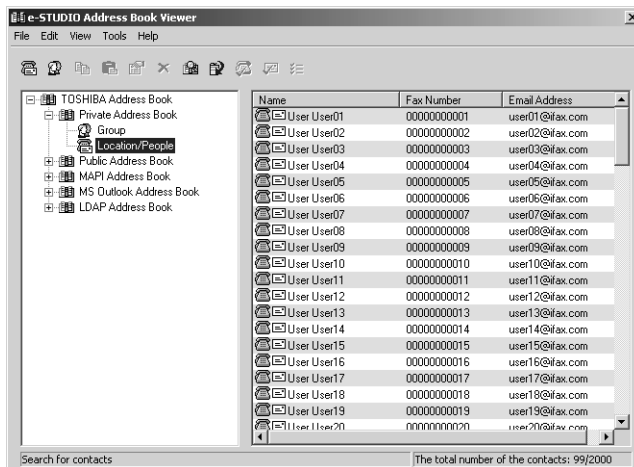 e-STUDIO Address Book Viewer
File Edit View Tools Help
TOSHIBA Address Book
Private Address Book
Group
Location/People
Public Address Book
MAPI Address Book
MS Outlook Address Book
LDAP Address Book
Name Fax Number Email Address
User User01 00000000001 user01@ifax.com
User User02 00000000002 user02@ifax.com
User User03 00000000003 user03@ifax.com
User User04 00000000004 user04@ifax.com
User User05 00000000005 user05@ifax.com
User User06 00000000006 user06@ifax.com
User User07 00000000007 user07@ifax.com
User User08 00000000008 user08@ifax.com
User User09 00000000009 user09@ifax.com
User User10 00000000010 user10@ifax.com
User User11 00000000011 user11@ifax.com
User User12 00000000012 user12@ifax.com
User User13 00000000013 user13@ifax.com
User User14 00000000014 user14@ifax.com
User User15 00000000015 user15@ifax.com
User User16 00000000016 user16@ifax.com
User User17 00000000017 user17@ifax.com
User User18 00000000018 user18@ifax.com
User User19 00000000019 user19@ifax.com
User User20 00000000020 user20@ifax.com
Search for contacts
The total number of the contacts: 99/2000